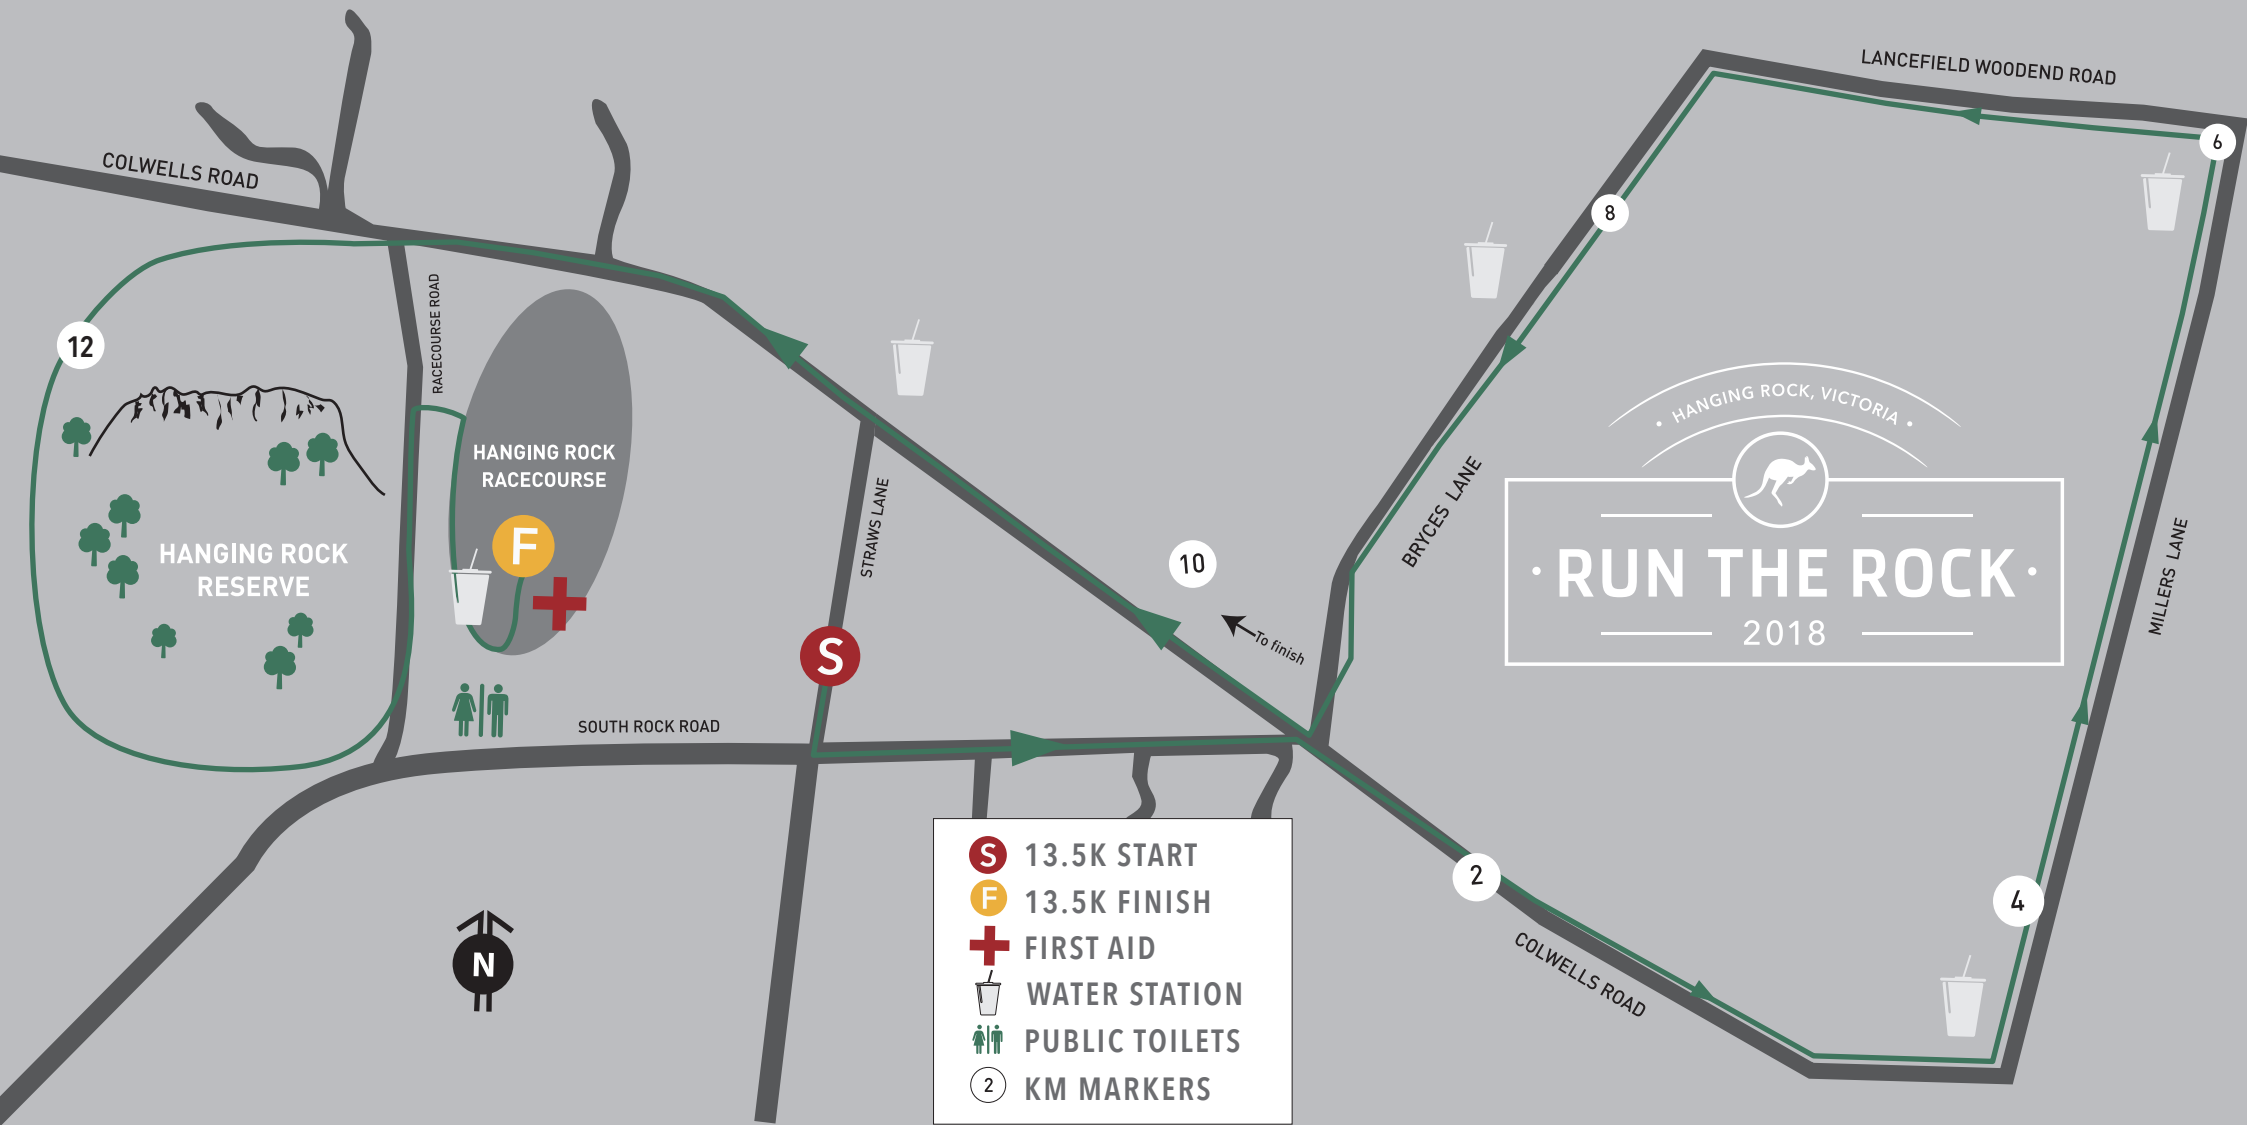 LANCEFIELD WOODEND ROAD
6
COLWELLS ROAD
8
RACECOURSE ROAD
12
HANGING ROCK, VICTORIA
HANGING ROCK
RACECOURSE
BRYCES LANE
STRAWS LANE
F
10
RUN THE ROCK
2018
MILLERS LANE
HANGING ROCK
RESERVE
To finish
S
SOUTH ROCK ROAD
2
4
COLWELLS ROAD
N
S 13.5K START
F 13.5K FINISH
FIRST AID
WATER STATION
PUBLIC TOILETS
2 KM MARKERS